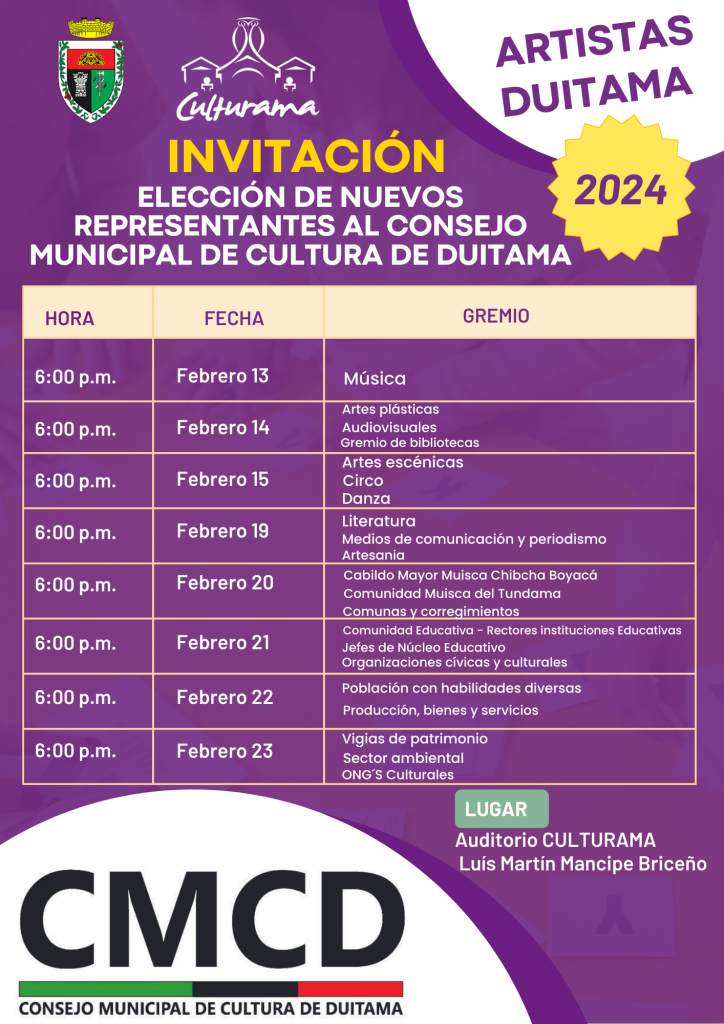 Culturama
ARTISTAS
DUITAMA
2024
INVITACIÓN
ELECCIÓN DE NUEVOS
REPRESENTANTES AL CONSEJO
MUNICIPAL DE CULTURA DE DUITAMA
HORA FECHA GREMIO
6:00 p.m. Febrero 13 Música
6:00 p.m. Febrero 14 Artes plásticas
Audiovisuales
Gremio de bibliotecas
6:00 p.m. Febrero 15 Artes escénicas
Circo
Danza
6:00 p.m. Febrero 19 Literatura
Medios de comunicación y periodismo
Artesania
6:00 p.m. Febrero 20 Cabildo Mayor Muisca Chibcha Boyacá
Comunidad Muisca del Tundama
Comunas y corregimientos
6:00 p.m. Febrero 21 Comunidad Educativa - Rectores instituciones Educativas
Jefes de Núcleo Educativo
Organizaciones cívicas y culturales
6:00 p.m. Febrero 22 Población con habilidades diversas
Producción, bienes y servicios
6:00 p.m. Febrero 23 Vigias de patrimonio
Sector ambiental
ONG´S Culturales
LUGAR
Auditorio CULTURAMA
Luís Martín Mancipe Briceño
CMCD
CONSEJO MUNICIPAL DE CULTURA DE DUITAMA